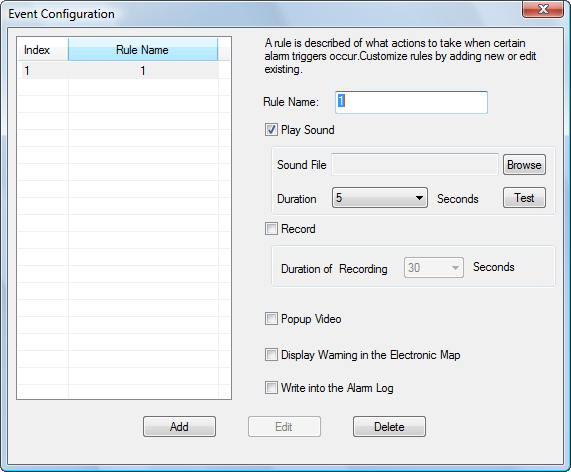 Event Configuration
Index Rule Name
1 1
A rule is described of what actions to take when certain
alarm triggers occur.Customize rules by adding new or edit
existing.
Rule Name: 1
Play Sound
Sound File Browse
Duration 5 Seconds Test
Record
Duration of Recording 30 Seconds
Popup Video
Display Warning in the Electronic Map
Write into the Alarm Log
Add Edit Delete